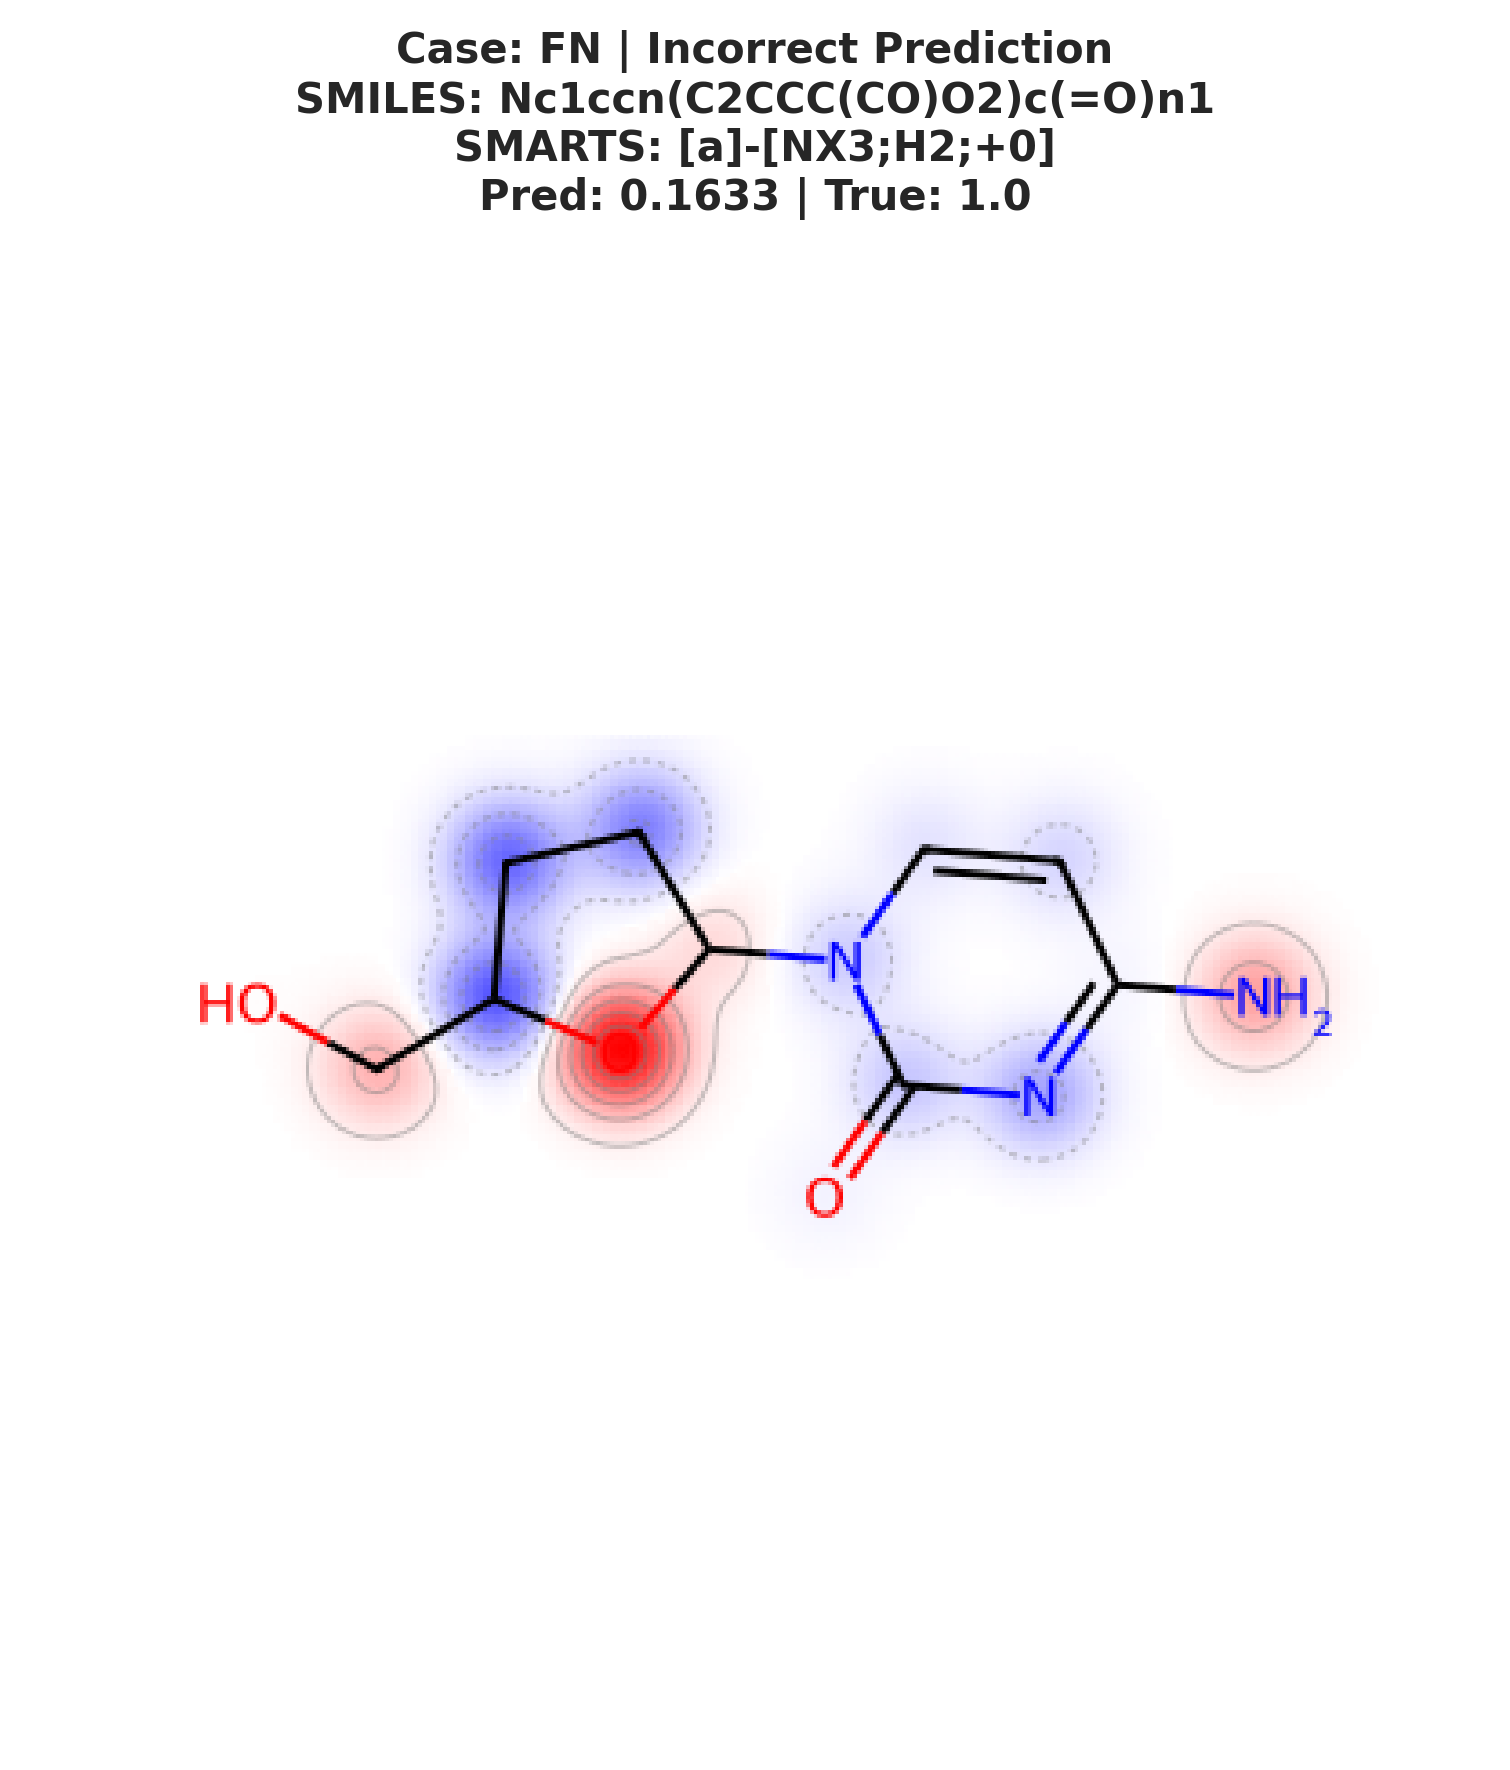 Case: FN | Incorrect Prediction
SMILES: Nc1ccn(C2CCC(CO)O2)c(=O)n1
SMARTS: [a]-[NX3;H2;+0]
Pred: 0.1633 | True: 1.0
N
HO
NH2
N
O